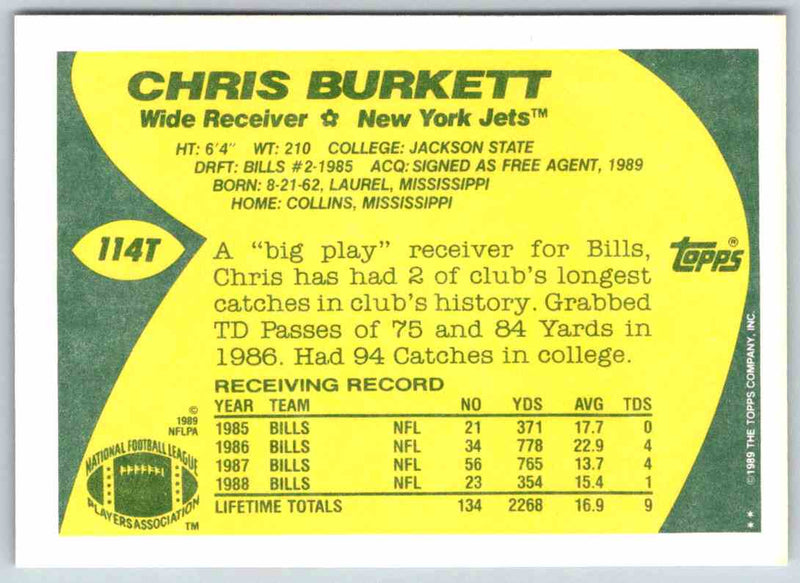 CHRIS BURKETT
Wide Receiver ☆ New York Jets™
HT: 6'4" WT: 210 COLLEGE: JACKSON STATE
DRFT: BILLS #2-1985 ACQ: SIGNED AS FREE AGENT, 1989
BORN: 8-21-62, LAUREL, MISSISSIPPI
HOME: COLLINS, MISSISSIPPI
114T
Topps®
A "big play" receiver for Bills,
Chris has had 2 of club's longest
catches in club's history. Grabbed
TD Passes of 75 and 84 Yards in
1986. Had 94 Catches in college.
RECEIVING RECORD
YEAR TEAM NO YDS AVG TDS
1985 BILLS NFL 21 371 17.7 0
1986 BILLS NFL 34 778 22.9 4
1987 BILLS NFL 56 765 13.7 4
1988 BILLS NFL 23 354 15.4 1
LIFETIME TOTALS 134 2268 16.9 9
©
1989
NFLPA
NATIONAL FOOTBALL LEAGUE
PLAYERS ASSOCIATION
TM
©1989 THE TOPPS COMPANY, INC.
**